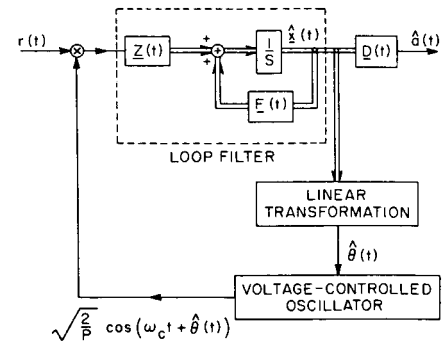 r(t)
Z(t)
+
+
1/S
x̂(t)
D(t)
â(t)
F(t)
LOOP FILTER
LINEAR
TRANSFORMATION
θ̂(t)
VOLTAGE-CONTROLLED
OSCILLATOR
√(2/P) cos(ω_c t + θ̂(t))